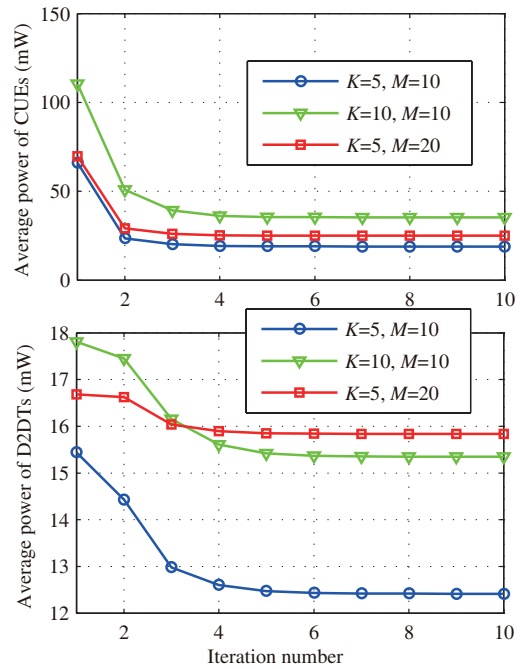 150
100
50
0
Average power of CUEs (mW)
K=5, M=10
K=10, M=10
K=5, M=20
2 4 6 8 10
18
17
16
15
14
13
12
Average power of D2DTs (mW)
K=5, M=10
K=10, M=10
K=5, M=20
2 4 6 8 10
Iteration number